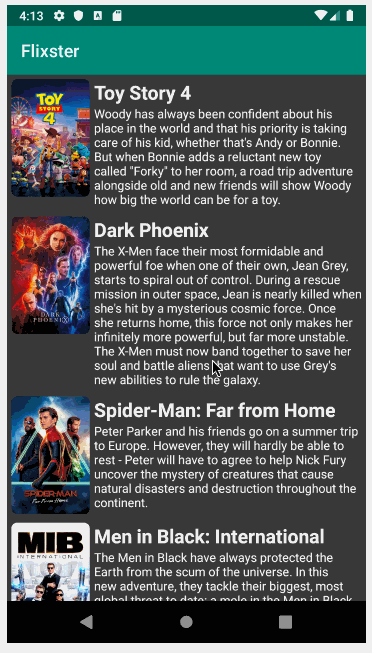 4:13
Flixster
TOY STORY 4
Toy Story 4
Woody has always been confident about his
place in the world and that his priority is taking
care of his kid, whether that's Andy or Bonnie.
But when Bonnie adds a reluctant new toy
called "Forky" to her room, a road trip adventure
alongside old and new friends will show Woody
how big the world can be for a toy.
DARK PHOENIX
Dark Phoenix
The X-Men face their most formidable and
powerful foe when one of their own, Jean Grey,
starts to spiral out of control. During a rescue
mission in outer space, Jean is nearly killed when
she's hit by a mysterious cosmic force. Once
she returns home, this force not only makes her
infinitely more powerful, but far more unstable.
The X-Men must now band together to save her
soul and battle aliens that want to use Grey's
new abilities to rule the galaxy.
SPIDER-MAN
Far From Home
Spider-Man: Far from Home
Peter Parker and his friends go on a summer trip
to Europe. However, they will hardly be able to
rest - Peter will have to agree to help Nick Fury
uncover the mystery of creatures that cause
natural disasters and destruction throughout the
continent.
MIB
INTERNATIONAL
Men in Black: International
The Men in Black have always protected the
Earth from the scum of the universe. In this
new adventure, they tackle their biggest, most
global threat to date: a mole in the Men in Black